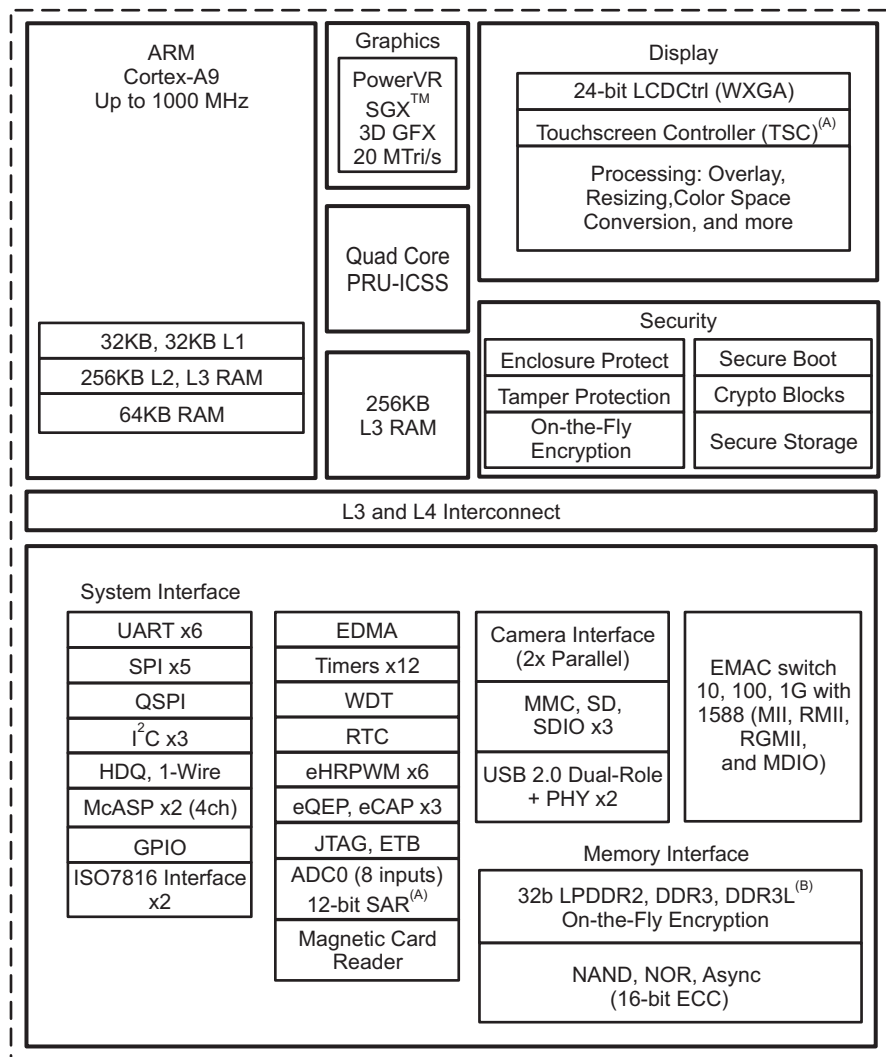 ARM
Cortex-A9
Up to 1000 MHz
32KB, 32KB L1
256KB L2, L3 RAM
64KB RAM
Graphics
PowerVR
SGX™
3D GFX
20 MTri/s
Quad Core
PRU-ICSS
256KB
L3 RAM
Display
24-bit LCDCtrl (WXGA)
Touchscreen Controller (TSC)(A)
Processing: Overlay,
Resizing,Color Space
Conversion, and more
Security
Enclosure Protect
Tamper Protection
On-the-Fly
Encryption
Secure Boot
Crypto Blocks
Secure Storage
L3 and L4 Interconnect
System Interface
UART x6
SPI x5
QSPI
I²C x3
HDQ, 1-Wire
McASP x2 (4ch)
GPIO
ISO7816 Interface
x2
EDMA
Timers x12
WDT
RTC
eHRPWM x6
eQEP, eCAP x3
JTAG, ETB
ADC0 (8 inputs)
12-bit SAR(A)
Magnetic Card
Reader
Camera Interface
(2x Parallel)
MMC, SD,
SDIO x3
USB 2.0 Dual-Role
+ PHY x2
EMAC switch
10, 100, 1G with
1588 (MII, RMII,
RGMII,
and MDIO)
Memory Interface
32b LPDDR2, DDR3, DDR3L(B)
On-the-Fly Encryption
NAND, NOR, Async
(16-bit ECC)